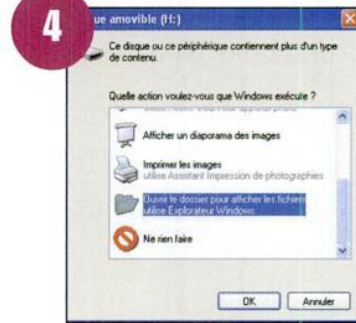 4
ue amovible (H:)
Ce disque ou ce périphérique contiennent plus d'un type
de contenu.
Quelle action voulez-vous que Windows exécute ?
Afficher un diaporama des images
Imprimer les images
utilise Assistant Impression de photographies
Ouvrir le dossier pour afficher les fichiers
utilise Explorateur Windows
Ne rien faire
OK
Annuler